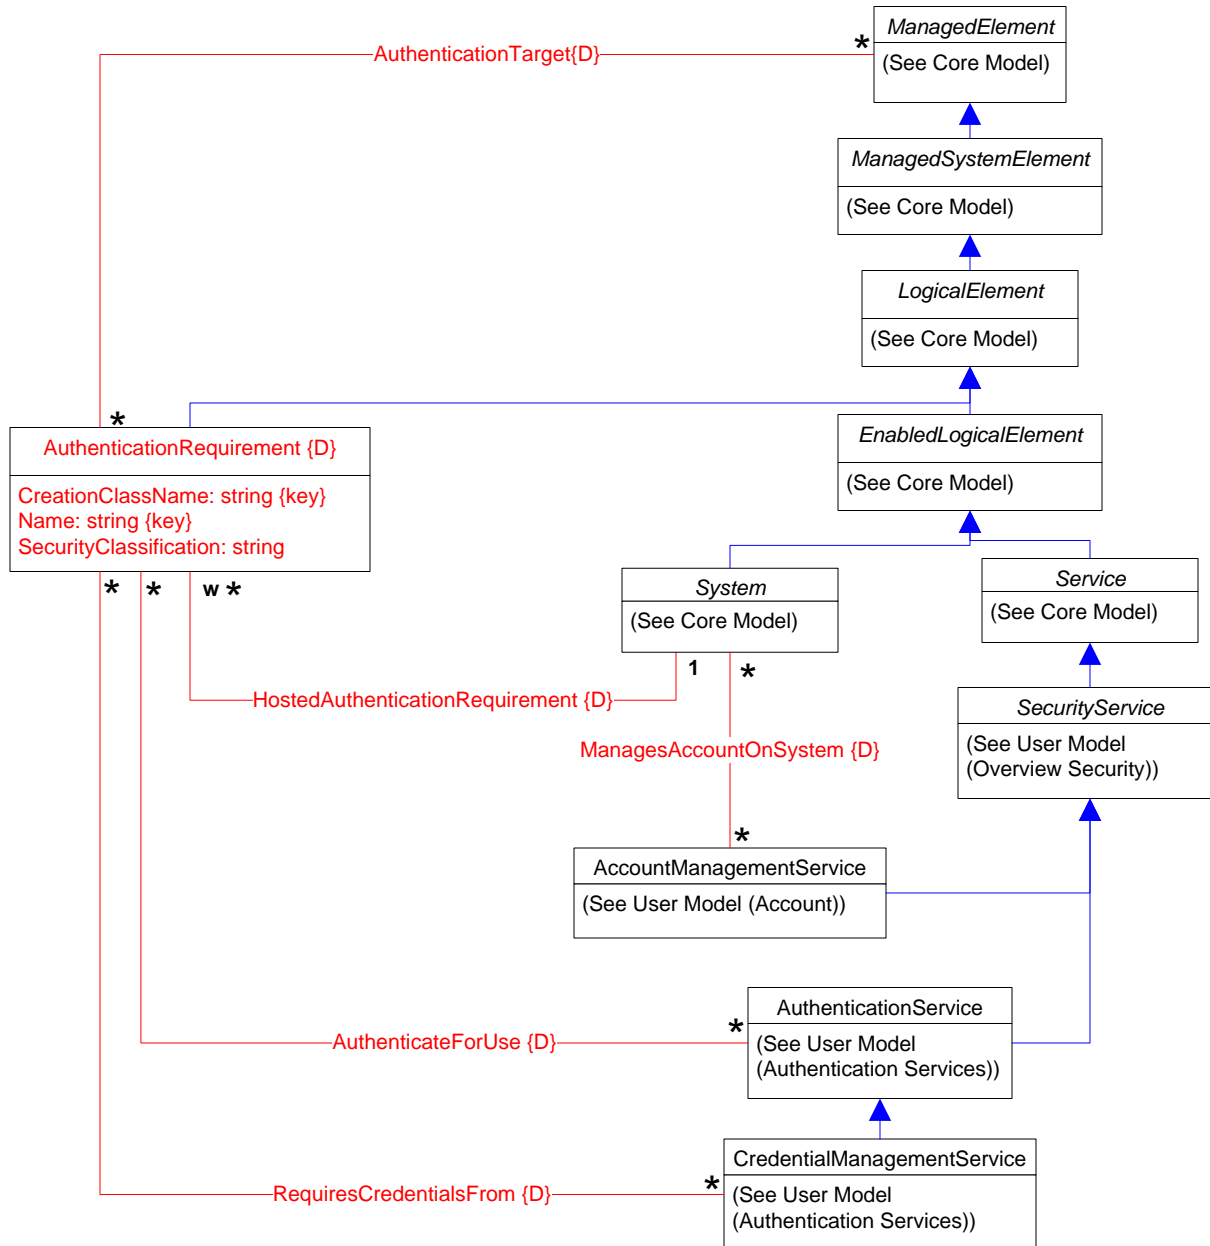 ManagedElement
(See Core Model)
*
AuthenticationTarget{D}
ManagedSystemElement
(See Core Model)
LogicalElement
(See Core Model)
*
AuthenticationRequirement {D}
CreationClassName: string {key}
Name: string {key}
SecurityClassification: string
*
*
w *
EnabledLogicalElement
(See Core Model)
System
(See Core Model)
Service
(See Core Model)
1
*
HostedAuthenticationRequirement {D}
SecurityService
(See User Model
(Overview Security))
ManagesAccountOnSystem {D}
*
AccountManagementService
(See User Model (Account))
AuthenticationService
(See User Model
(Authentication Services))
*
AuthenticateForUse {D}
CredentialManagementService
(See User Model
(Authentication Services))
*
RequiresCredentialsFrom {D}